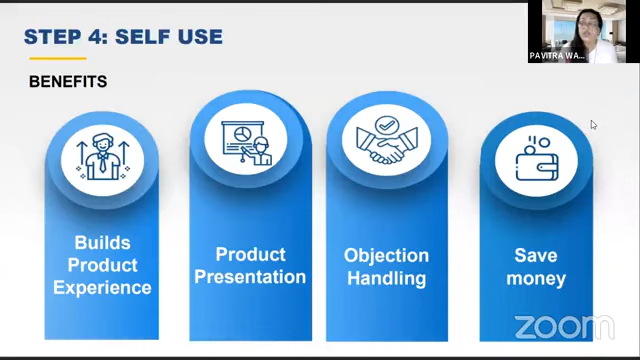 STEP 4: SELF USE
PAVITRA WA...
BENEFITS
Builds
Product
Experience
Product
Presentation
Objection
Handling
Save
money
zoom